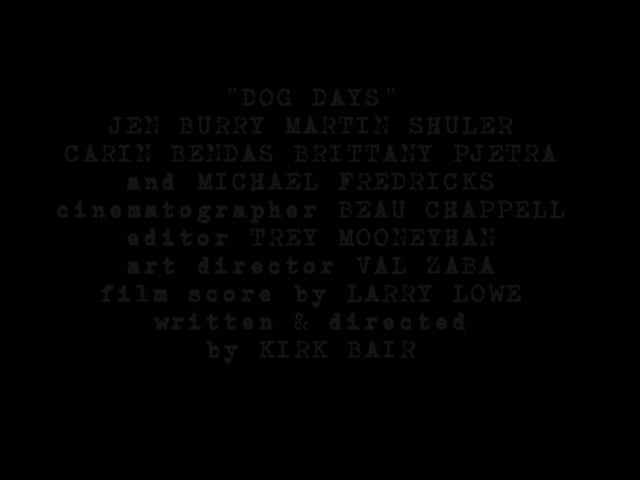 "DOG DAYS"
JEN BURRY MARTIN SHULER
CARIN BENDAS BRITTANY PJETRA
and MICHAEL FREDRICKS
cinematographer BEAU CHAPPELL
editor TREY MOONEYHAN
art director VAL ZABA
film score by LARRY LOWE
written & directed
by KIRK BAIR